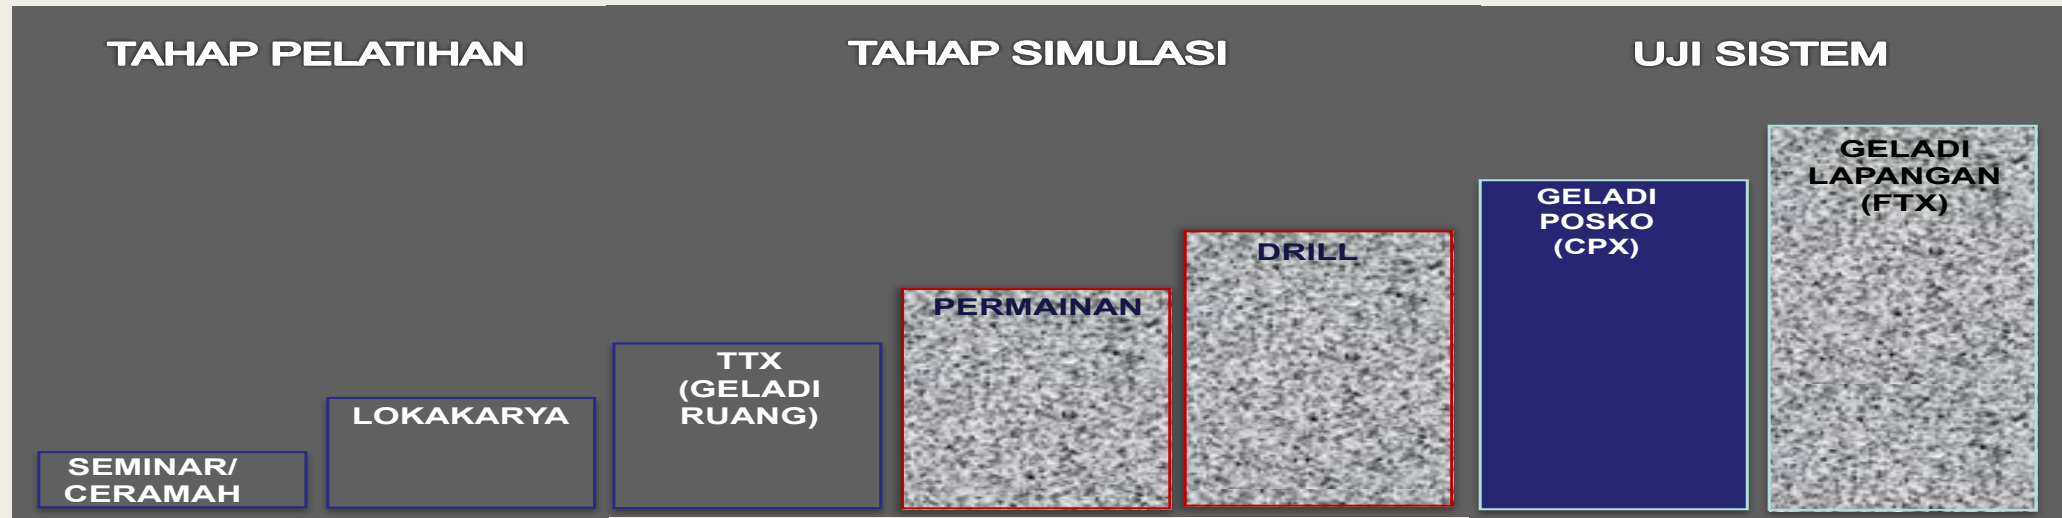 TAHAP PELATIHAN
TAHAP SIMULASI
UJI SISTEM
SEMINAR/
CERAMAH
LOKAKARYA
TTX
(GELADI
RUANG)
PERMAINAN
DRILL
GELADI
POSKO
(CPX)
GELADI
LAPANGAN
(FTX)